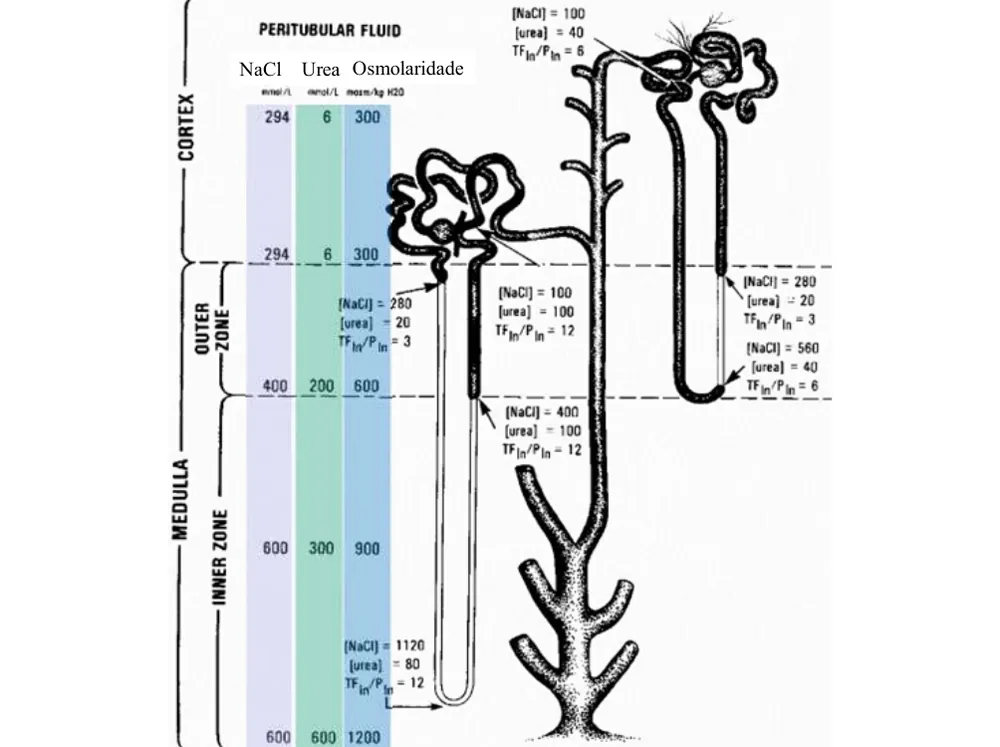 PERITUBULAR FLUID
NaCl Urea Osmolaridade
mmol/L mmol/L mosm/kg H2O
294 6 300
294 6 300
400 200 600
600 300 900
600 600 1200
CORTEX
MEDULLA
OUTER
ZONE
INNER ZONE
[NaCl] = 100
[urea] = 40
TFIn/PIn = 6
[NaCl] = 280
[urea] = 20
TFIn/PIn = 3
[NaCl] = 100
[urea] = 100
TFIn/PIn = 12
[NaCl] = 280
[urea] = 20
TFIn/PIn = 3
[NaCl] = 560
[urea] = 40
TFIn/PIn = 6
[NaCl] = 400
[urea] = 100
TFIn/PIn = 12
[NaCl] = 1120
[urea] = 80
TFIn/PIn = 12